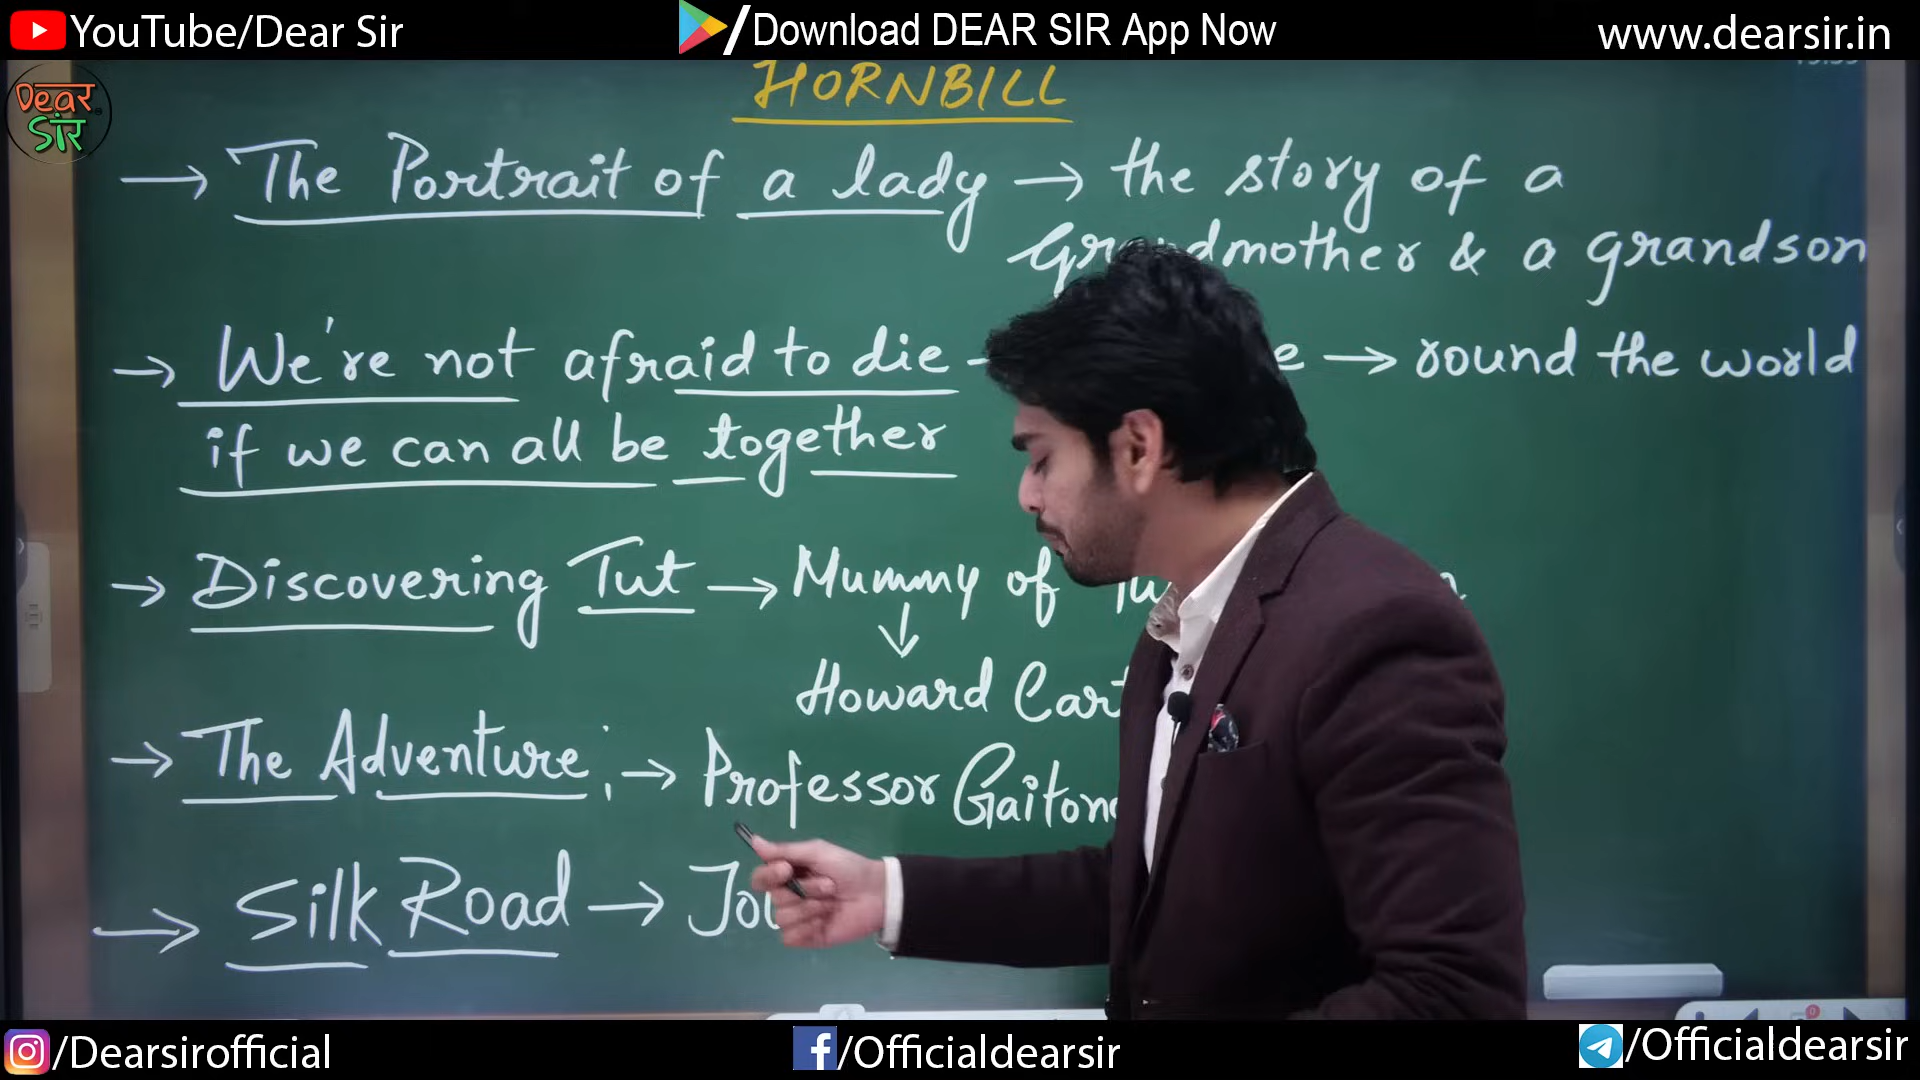 YouTube/Dear Sir
/Download DEAR SIR App Now
www.dearsir.in
Dear
सर
HORNBILL
→ The Portrait of a lady → the story of a
Grandmother & a grandson
→ We're not afraid to die → round the world
if we can all be together
→ Discovering Tut → Mummy of
↓
Howard
→ The Adventure: → Professor
→ Silk Road →
/Dearsirofficial
/Officialdearsir
/Officialdearsir